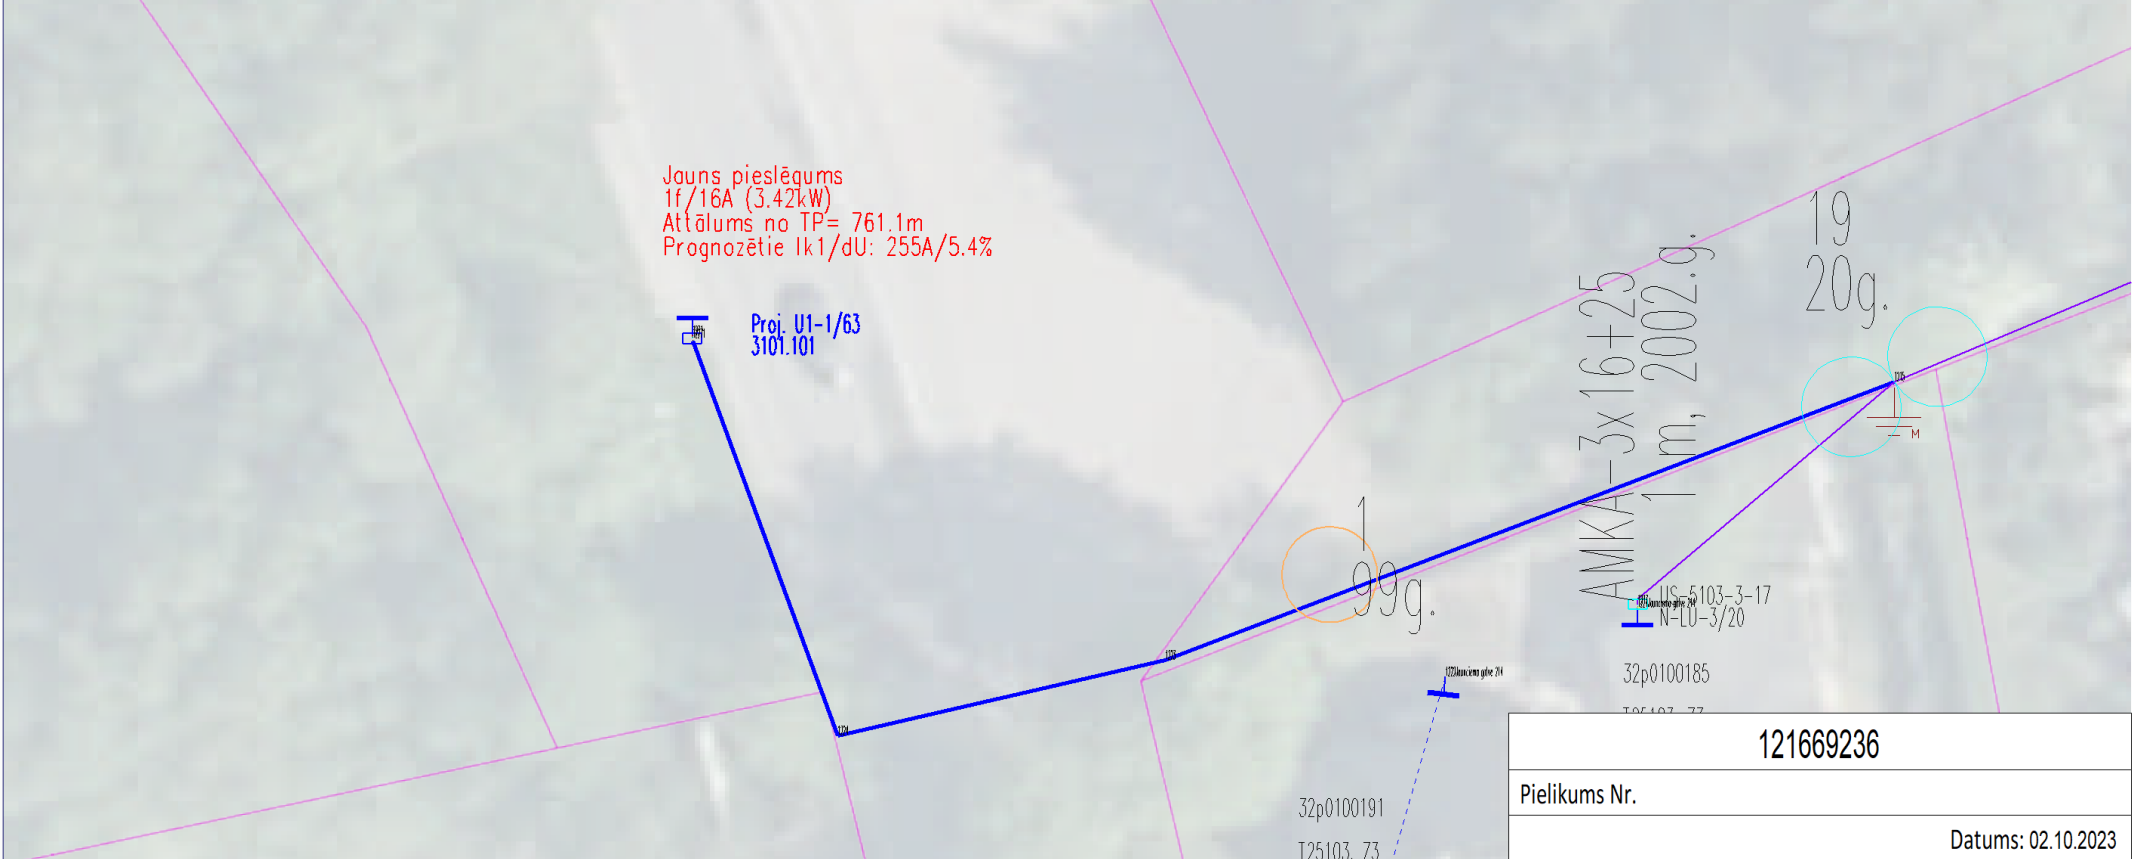 Jauns pieslēgums
1f/16A (3.42kW)
Attālums no TP= 761.1m
Prognozētie Ik1/dU: 255A/5.4%
Proj. U1-1/63
3101.101
19
20g.
AMKA-3x16+25
1 m, 2002.g.
M
1
99g.
US-5103-3-17
N-LU-3/20
32p0100185
32p0100191
T25103. 73
121669236
Pielikums Nr.
Datums: 02.10.2023